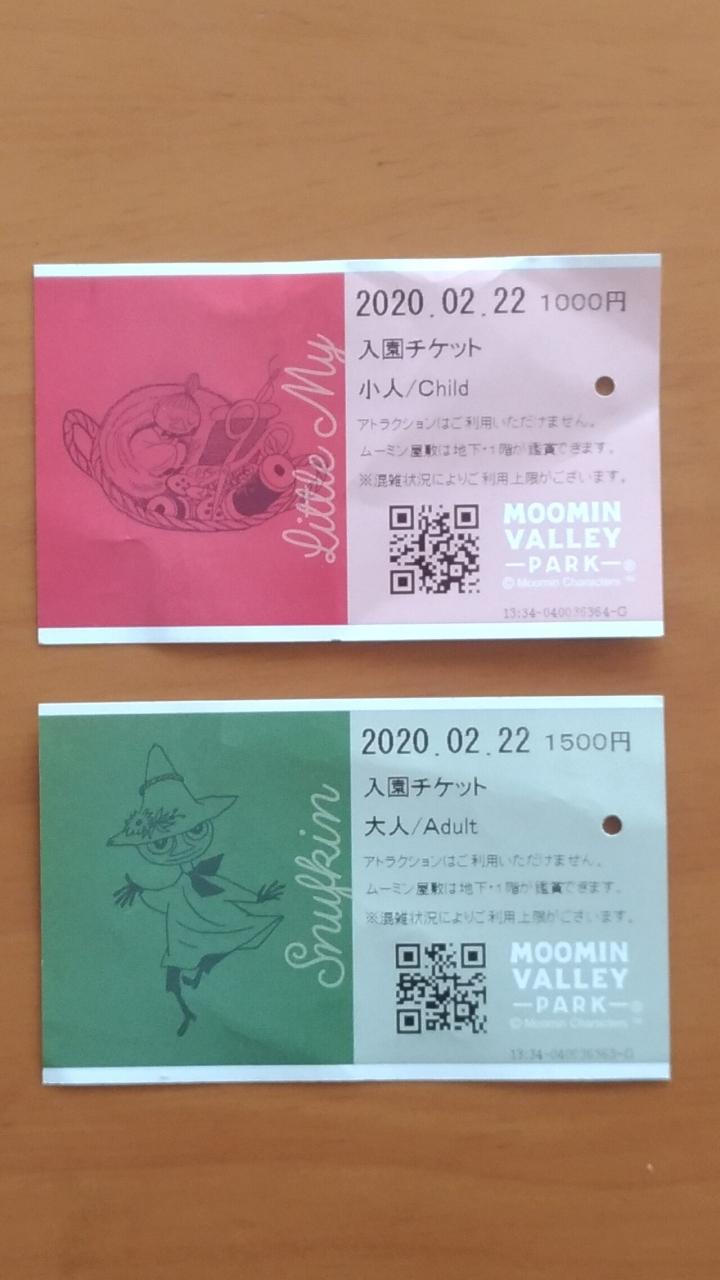 Little My
2020.02.22 1000円
入園チケット
小人/Child
アトラクションはご利用いただけません。
ムーミン屋敷は地下・1階が鑑賞できます。
※混雑状況によりご利用上限がございます。
MOOMIN
VALLEY
—PARK—®
© Moomin Characters ™
13:34-040036364-G
Snufkin
2020.02.22 1500円
入園チケット
大人/Adult
アトラクションはご利用いただけません。
ムーミン屋敷は地下・1階が鑑賞できます。
※混雑状況によりご利用上限がございます。
MOOMIN
VALLEY
—PARK—®
© Moomin Characters ™
13:34-040036363-G